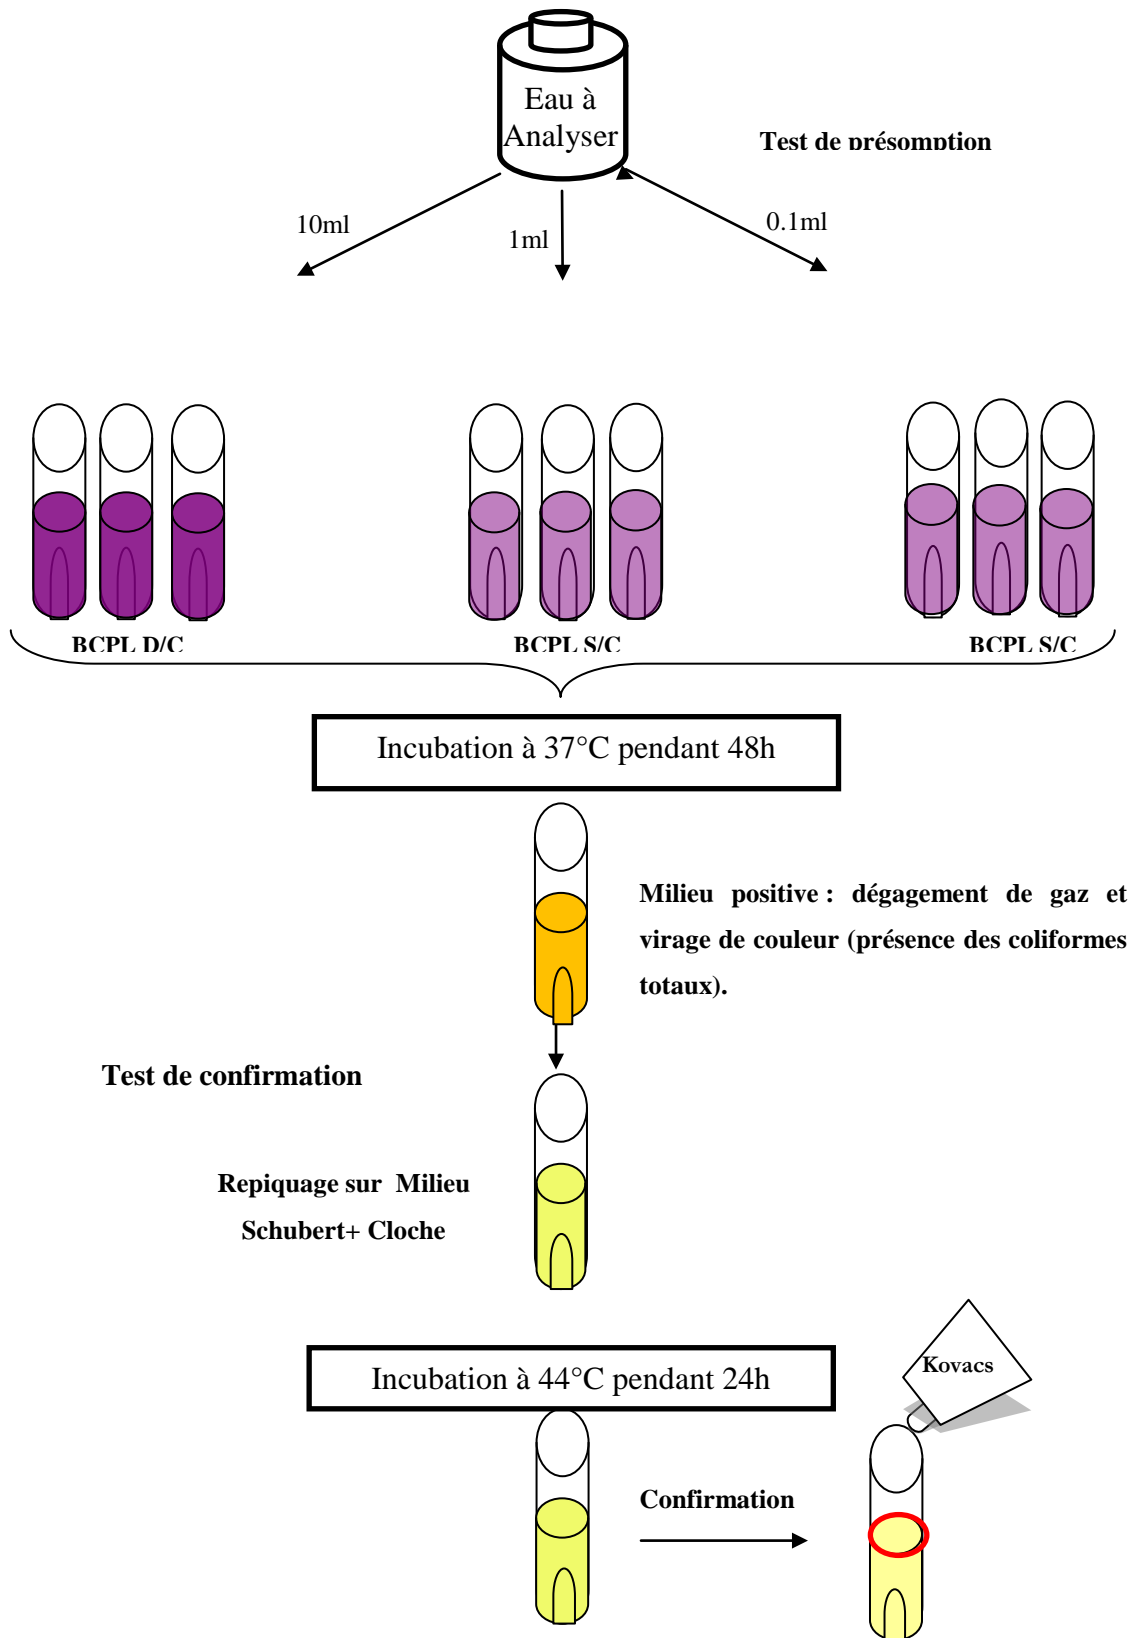 Eau à
Analyser
Test de présomption
10ml
1ml
0.1ml
BCPL D/C
BCPL S/C
BCPL S/C
Incubation à 37°C pendant 48h
Milieu positive : dégagement de gaz et
virage de couleur (présence des coliformes
totaux).
Test de confirmation
Repiquage sur Milieu
Schubert+ Cloche
Incubation à 44°C pendant 24h
Kovacs
Confirmation